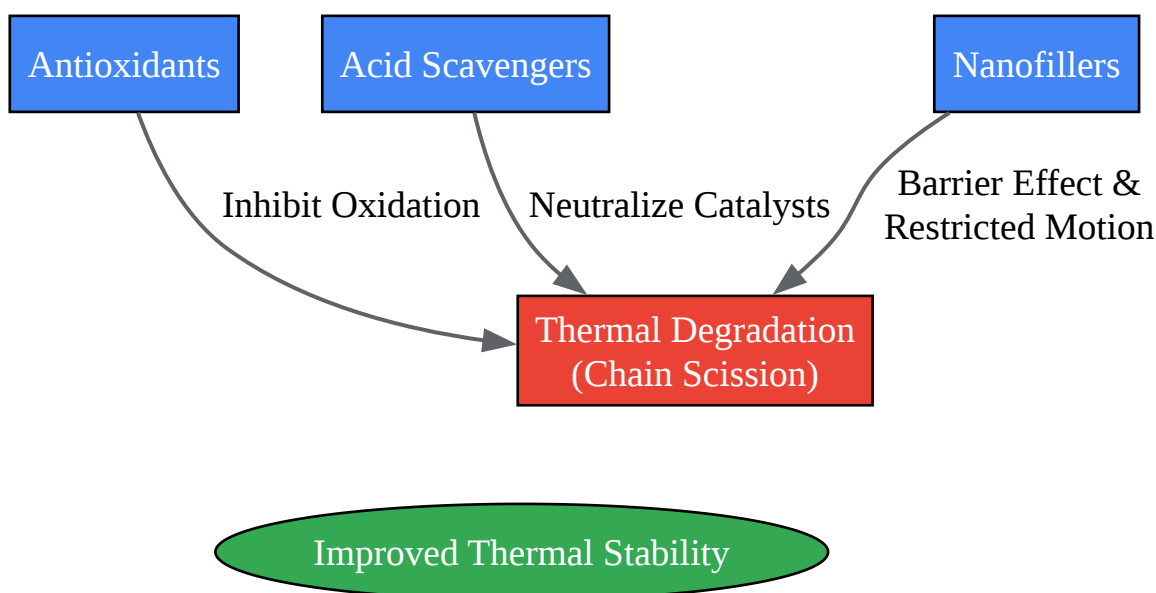 Antioxidants
Acid Scavengers
Nanofillers
Inhibit Oxidation
Neutralize Catalysts
Barrier Effect &
Restricted Motion
Thermal Degradation
(Chain Scission)
Improved Thermal Stability